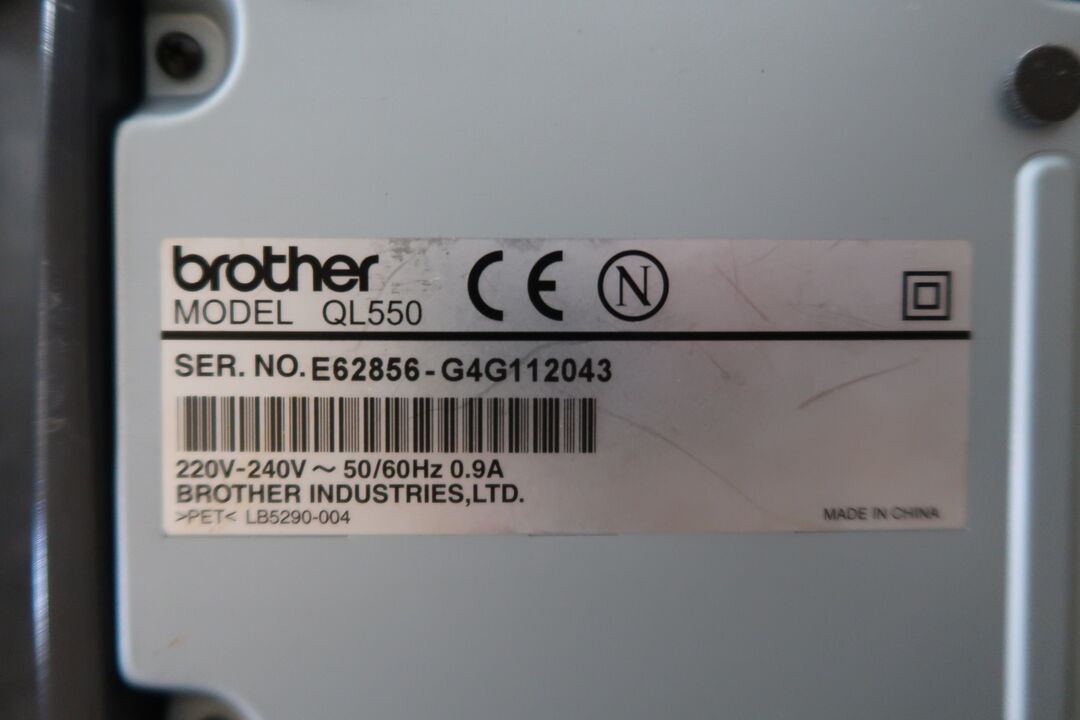 brother CE N
MODEL QL550
SER. NO. E62856-G4G112043
220V-240V ~ 50/60Hz 0.9A
BROTHER INDUSTRIES,LTD.
>PET< LB5290-004 MADE IN CHINA